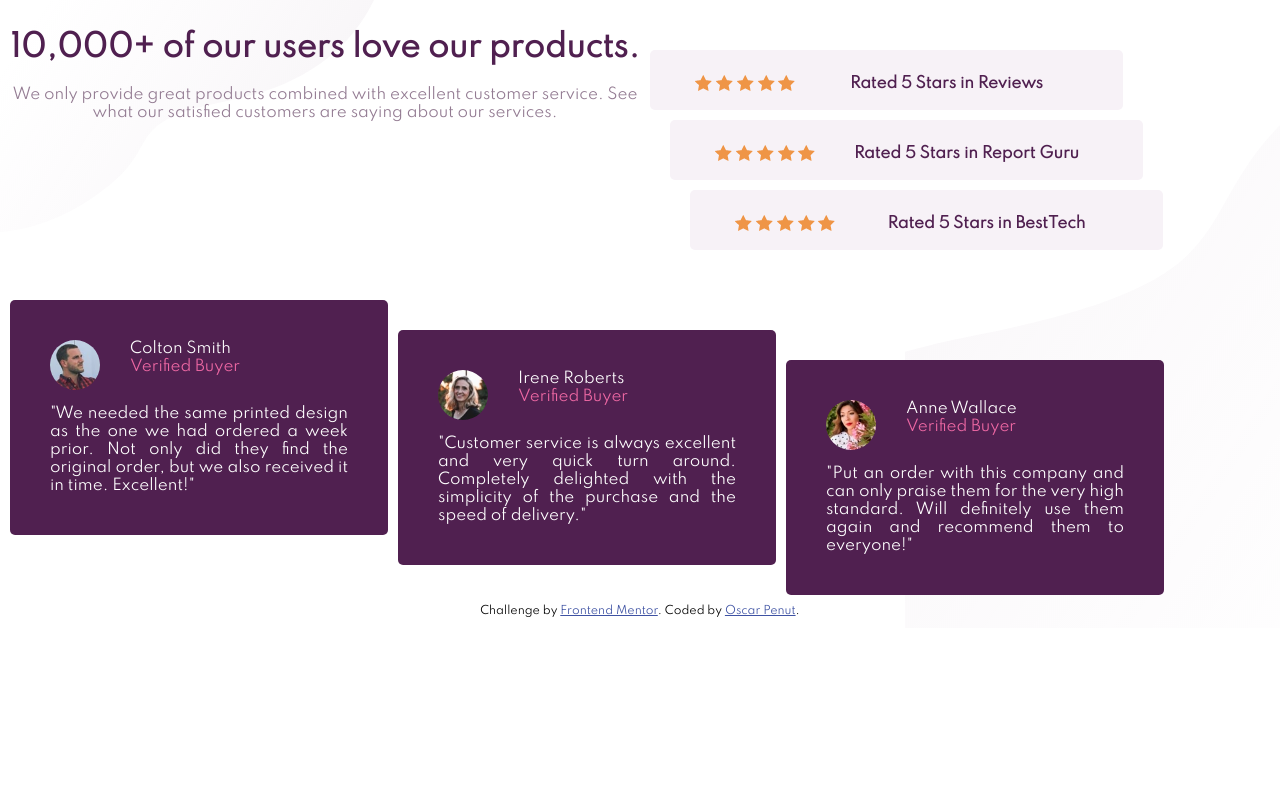 10,000+ of our users love our products.
We only provide great products combined with excellent customer service. See
what our satisfied customers are saying about our services.
Rated 5 Stars in Reviews
Rated 5 Stars in Report Guru
Rated 5 Stars in BestTech
Colton Smith
Verified Buyer
"We needed the same printed design
as the one we had ordered a week
prior. Not only did they find the
original order, but we also received it
in time. Excellent!"
Irene Roberts
Verified Buyer
"Customer service is always excellent
and very quick turn around.
Completely delighted with the
simplicity of the purchase and the
speed of delivery."
Anne Wallace
Verified Buyer
"Put an order with this company and
can only praise them for the very high
standard. Will definitely use them
again and recommend them to
everyone!"
Challenge by Frontend Mentor. Coded by Oscar Penut.